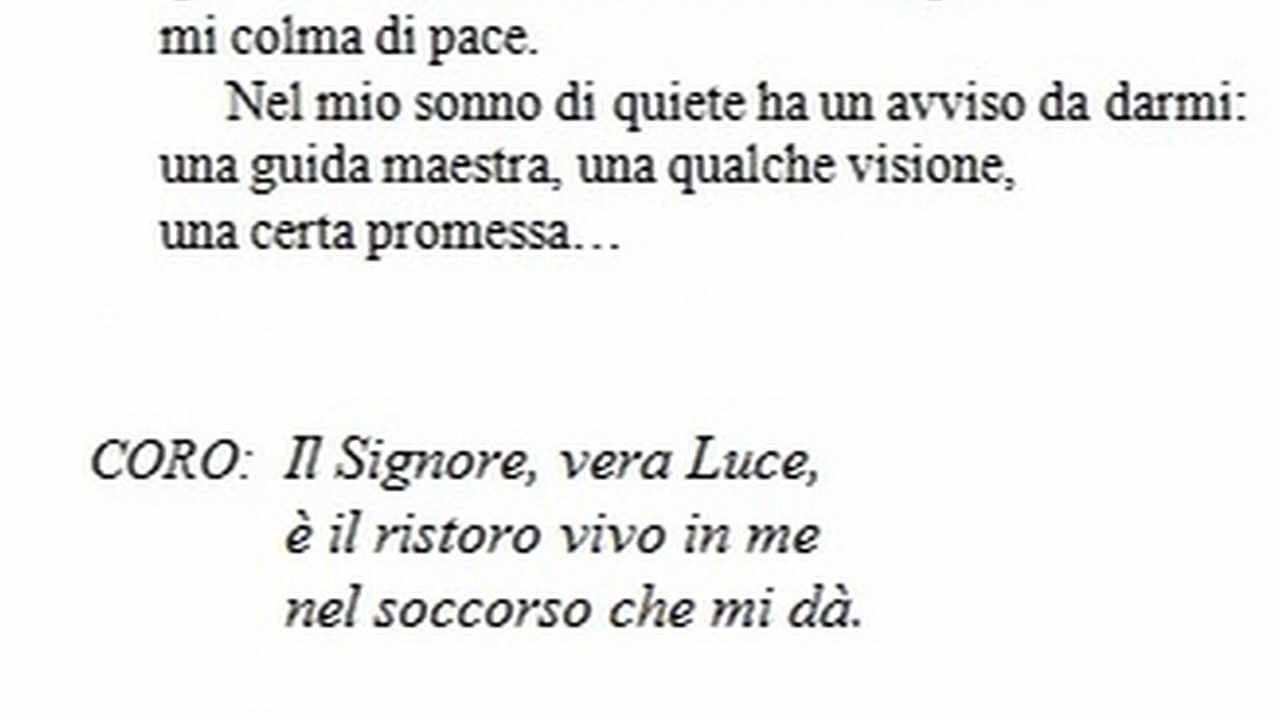 mi colma di pace.
Nel mio sonno di quiete ha un avviso da darmi:
una guida maestra, una qualche visione,
una certa promessa…
CORO: Il Signore, vera Luce,
è il ristoro vivo in me
nel soccorso che mi dà.